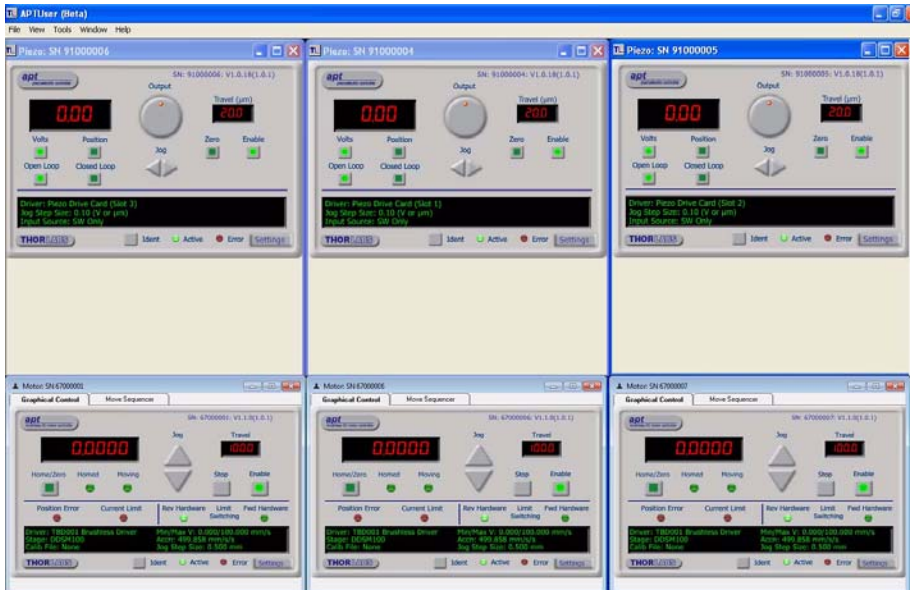 APTUser (Beta)
File View Tools Window Help
Piezo: SN 91000006
apt
SN: 91000006: V1.0.18(1.0.1)
Output
Travel (µm)
0.00
20.0
Volts Position Zero Enable
Jog
Open Loop Closed Loop
Driver: Piezo Drive Card (Slot 3)
Jog Step Size: 0.10 (V or µm)
Input Source: SW Only
THORLABS Ident Active Error Settings
Piezo: SN 91000004
apt
SN: 91000004: V1.0.18(1.0.1)
Output
Travel (µm)
0.00
20.0
Volts Position Zero Enable
Jog
Open Loop Closed Loop
Driver: Piezo Drive Card (Slot 1)
Jog Step Size: 0.10 (V or µm)
Input Source: SW Only
THORLABS Ident Active Error Settings
Piezo: SN 91000005
apt
SN: 91000005: V1.0.18(1.0.1)
Output
Travel (µm)
0.00
20.0
Volts Position Zero Enable
Jog
Open Loop Closed Loop
Driver: Piezo Drive Card (Slot 2)
Jog Step Size: 0.10 (V or µm)
Input Source: SW Only
THORLABS Ident Active Error Settings
Motor: SN 67000001
Graphical Control Move Sequencer
apt
SN: 67000001: V1.1.0(1.0.1)
Jog Travel
0.0000
100.0
Home/Zero Homed Moving Stop Enable
Position Error Current Limit Rev Hardware Limit Switching Fwd Hardware
Driver: TBD001 Brushless Driver Min/Max V: 0.000/100.000 mm/s
Stage: DDSM100 Accn: 499.858 mm/s/s
Calib File: None Jog Step Size: 0.500 mm
THORLABS Ident Active Error Settings
Motor: SN 67000006
Graphical Control Move Sequencer
apt
SN: 67000006: V1.1.0(1.0.1)
Jog Travel
0.0000
100.0
Home/Zero Homed Moving Stop Enable
Position Error Current Limit Rev Hardware Limit Switching Fwd Hardware
Driver: TBD001 Brushless Driver Min/Max V: 0.000/100.000 mm/s
Stage: DDSM100 Accn: 499.858 mm/s/s
Calib File: None Jog Step Size: 0.500 mm
THORLABS Ident Active Error Settings
Motor: SN 67000007
Graphical Control Move Sequencer
apt
SN: 67000007: V1.1.0(1.0.1)
Jog Travel
0.0000
100.0
Home/Zero Homed Moving Stop Enable
Position Error Current Limit Rev Hardware Limit Switching Fwd Hardware
Driver: TBD001 Brushless Driver Min/Max V: 0.000/100.000 mm/s
Stage: DDSM100 Accn: 499.858 mm/s/s
Calib File: None Jog Step Size: 0.500 mm
THORLABS Ident Active Error Settings